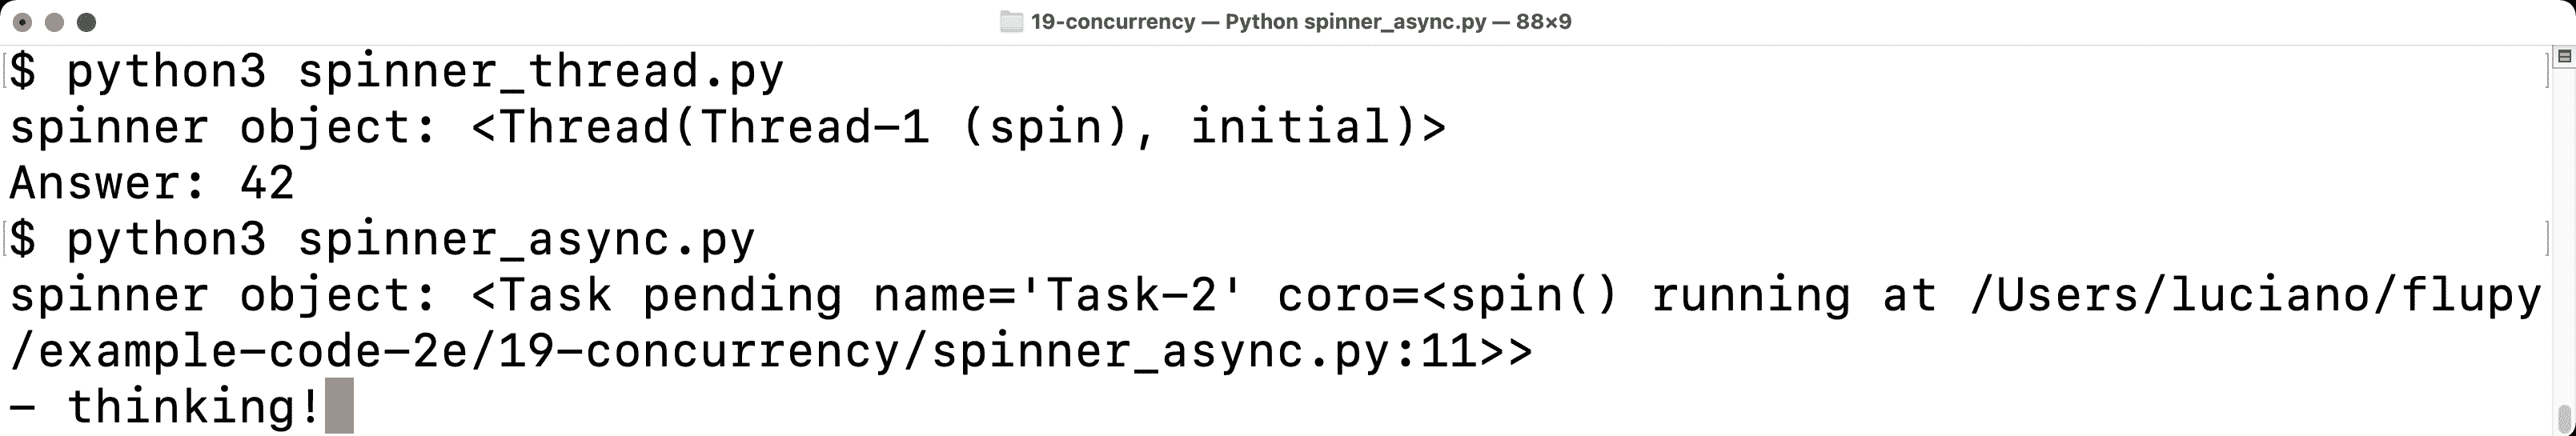 19-concurrency — Python spinner_async.py — 88×9
$ python3 spinner_thread.py
spinner object: <Thread(Thread-1 (spin), initial)>
Answer: 42
$ python3 spinner_async.py
spinner object: <Task pending name='Task-2' coro=<spin() running at /Users/luciano/flupy
/example-code-2e/19-concurrency/spinner_async.py:11>>
- thinking!